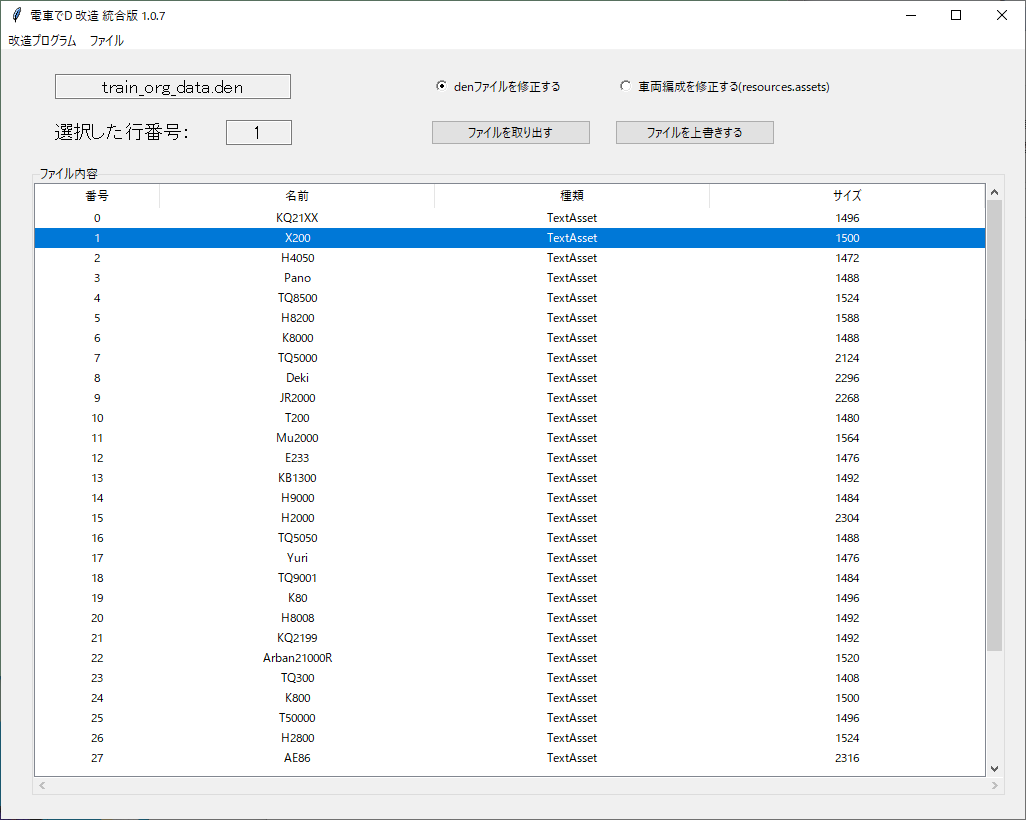 電車でD 改造 統合版 1.0.7
改造プログラム ファイル
train_org_data.den
denファイルを修正する 車両編成を修正する(resources.assets)
選択した行番号: 1
ファイルを取り出す ファイルを上書きする
ファイル内容
番号 名前 種類 サイズ
0 KQ21XX TextAsset 1496
1 X200 TextAsset 1500
2 H4050 TextAsset 1472
3 Pano TextAsset 1488
4 TQ8500 TextAsset 1524
5 H8200 TextAsset 1588
6 K8000 TextAsset 1488
7 TQ5000 TextAsset 2124
8 Deki TextAsset 2296
9 JR2000 TextAsset 2268
10 T200 TextAsset 1480
11 Mu2000 TextAsset 1564
12 E233 TextAsset 1476
13 KB1300 TextAsset 1492
14 H9000 TextAsset 1484
15 H2000 TextAsset 2304
16 TQ5050 TextAsset 1488
17 Yuri TextAsset 1476
18 TQ9001 TextAsset 1484
19 K80 TextAsset 1496
20 H8008 TextAsset 1492
21 KQ2199 TextAsset 1492
22 Arban21000R TextAsset 1520
23 TQ300 TextAsset 1408
24 K800 TextAsset 1500
25 T50000 TextAsset 1496
26 H2800 TextAsset 1524
27 AE86 TextAsset 2316